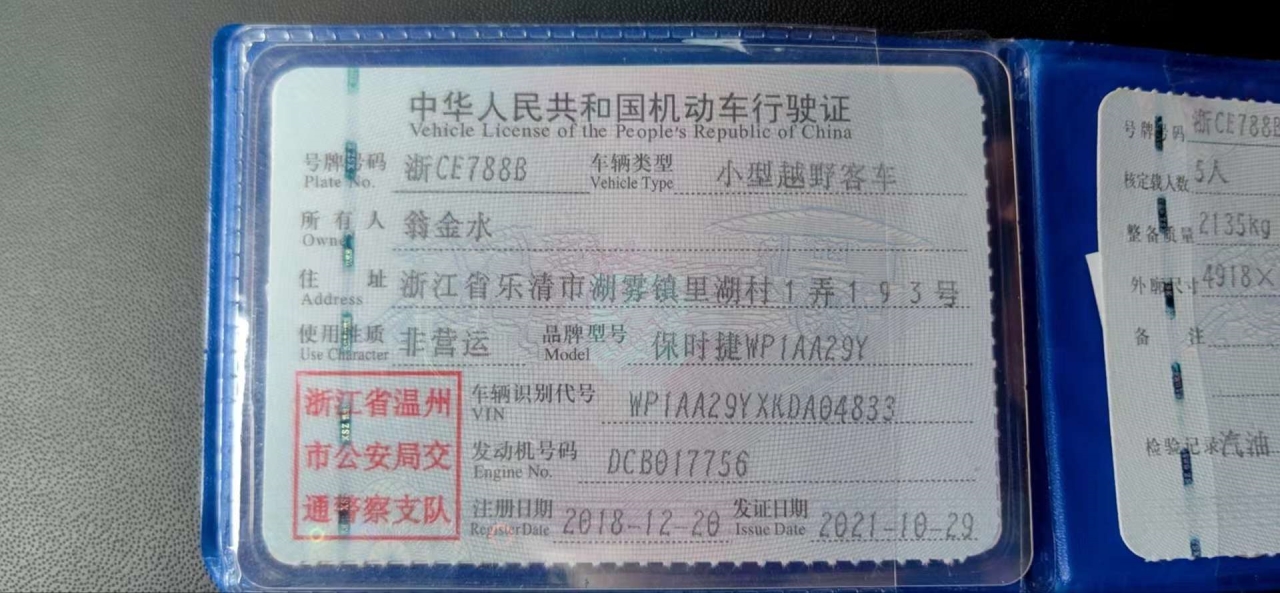 中华人民共和国机动车行驶证
Vehicle License of the People's Republic of China
号牌号码 浙CE788B 车辆类型 小型越野客车
Plate No. Vehicle Type
所有人 翁金水
Owner
住址 浙江省乐清市湖雾镇里湖村1弄193号
Address
使用性质 非营运 品牌型号 保时捷WP1AA29Y
Use Character Model
浙江省温州
市公安局交
通警察支队
车辆识别代号 WP1AA29YXKDA04833
VIN
发动机号码 DCB017756
Engine No.
注册日期 2018-12-20 发证日期 2021-10-29
Register Date Issue Date
号牌号码 浙CE788B
核定载人数 5人
整备质量 2135kg
外廓尺寸 4918×
备注
检验记录 汽油